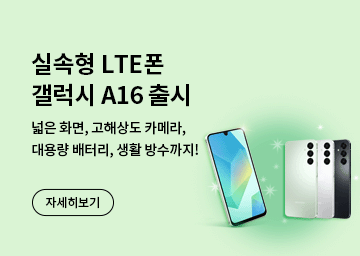 실속형 LTE폰
갤럭시 A16 출시
넓은 화면, 고해상도 카메라,
대용량 배터리, 생활 방수까지!
자세히보기